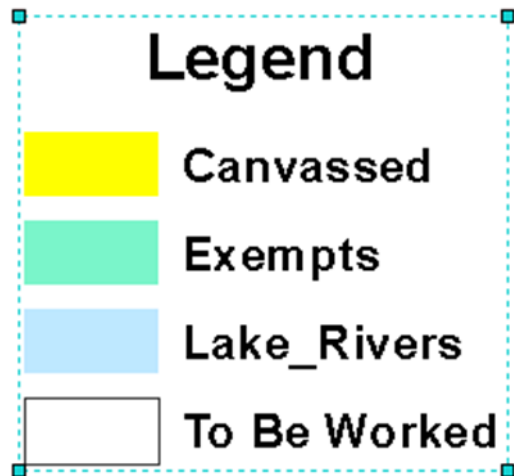 Legend
Canvassed
Exempts
Lake_Rivers
To Be Worked